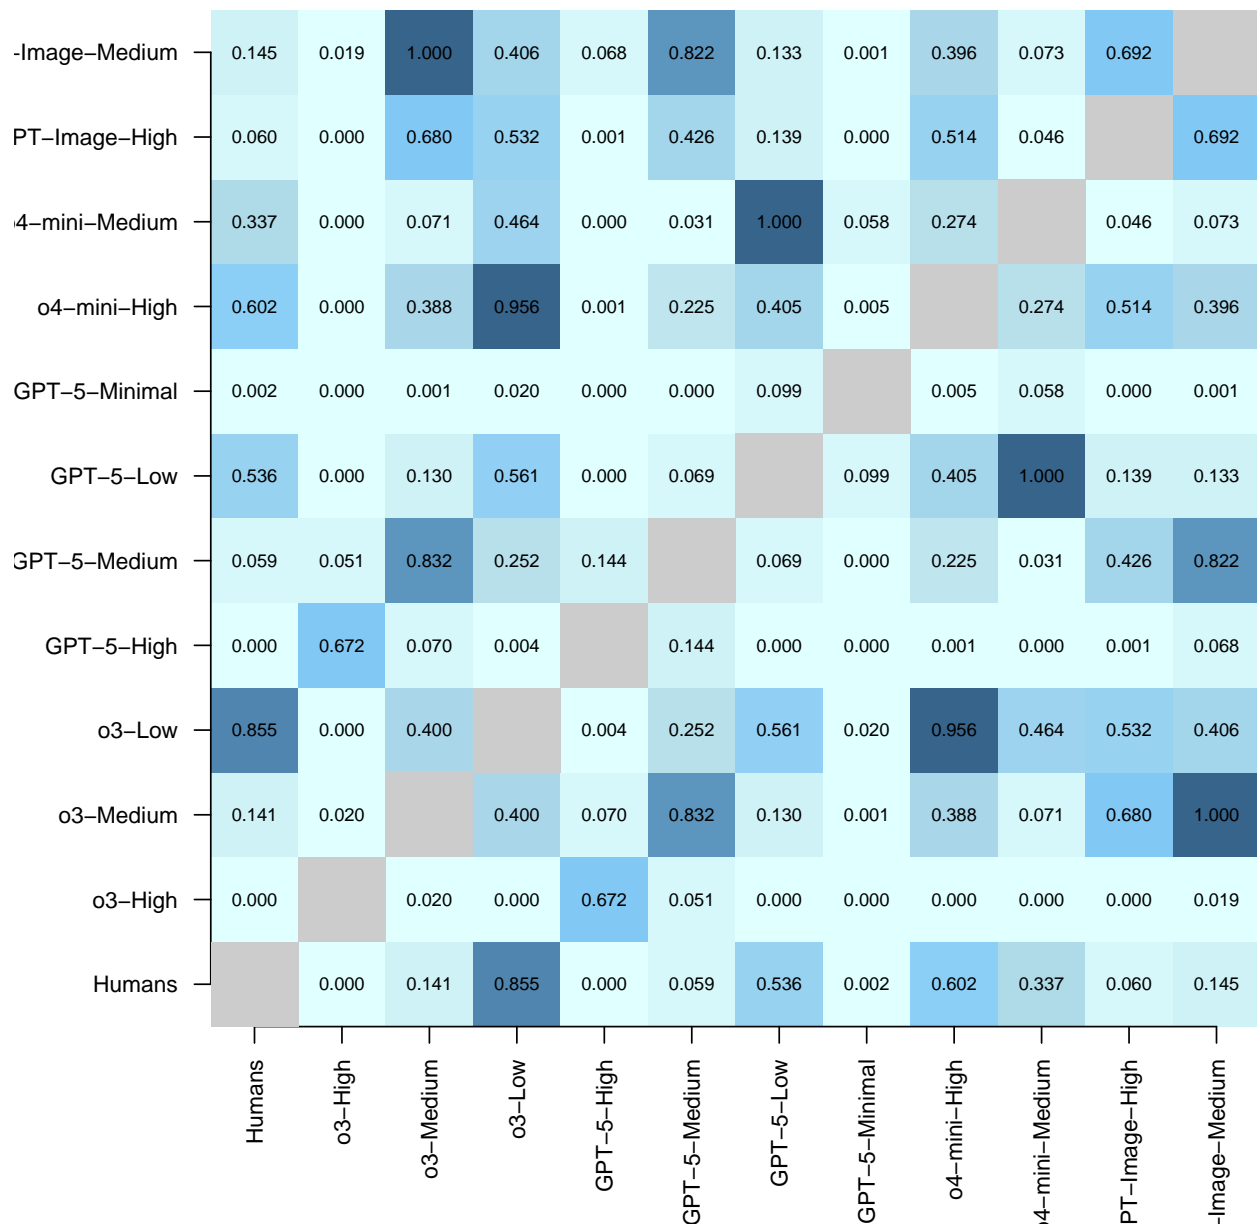 -Image-Medium 0.145 0.019 1.000 0.406 0.068 0.822 0.133 0.001 0.396 0.073 0.692
PT-Image-High 0.060 0.000 0.680 0.532 0.001 0.426 0.139 0.000 0.514 0.046 0.692
4-mini-Medium 0.337 0.000 0.071 0.464 0.000 0.031 1.000 0.058 0.274 0.046 0.073
o4-mini-High 0.602 0.000 0.388 0.956 0.001 0.225 0.405 0.005 0.274 0.514 0.396
GPT-5-Minimal 0.002 0.000 0.001 0.020 0.000 0.000 0.099 0.005 0.058 0.000 0.001
GPT-5-Low 0.536 0.000 0.130 0.561 0.000 0.069 0.099 0.405 1.000 0.139 0.133
GPT-5-Medium 0.059 0.051 0.832 0.252 0.144 0.069 0.000 0.225 0.031 0.426 0.822
GPT-5-High 0.000 0.672 0.070 0.004 0.144 0.000 0.000 0.001 0.000 0.001 0.068
o3-Low 0.855 0.000 0.400 0.004 0.252 0.561 0.020 0.956 0.464 0.532 0.406
o3-Medium 0.141 0.020 0.400 0.070 0.832 0.130 0.001 0.388 0.071 0.680 1.000
o3-High 0.000 0.020 0.000 0.672 0.051 0.000 0.000 0.000 0.000 0.000 0.019
Humans 0.000 0.141 0.855 0.000 0.059 0.536 0.002 0.602 0.337 0.060 0.145
Humans
o3-High
o3-Medium
o3-Low
GPT-5-High
GPT-5-Medium
GPT-5-Low
GPT-5-Minimal
o4-mini-High
o4-mini-Medium
PT-Image-High
-Image-Medium